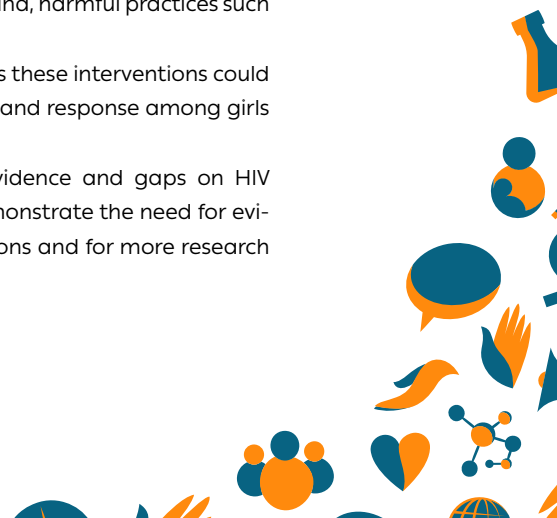 nd, harmful practices such
s these interventions could
and response among girls
vidence and gaps on HIV
monstrate the need for evi-
ons and for more research